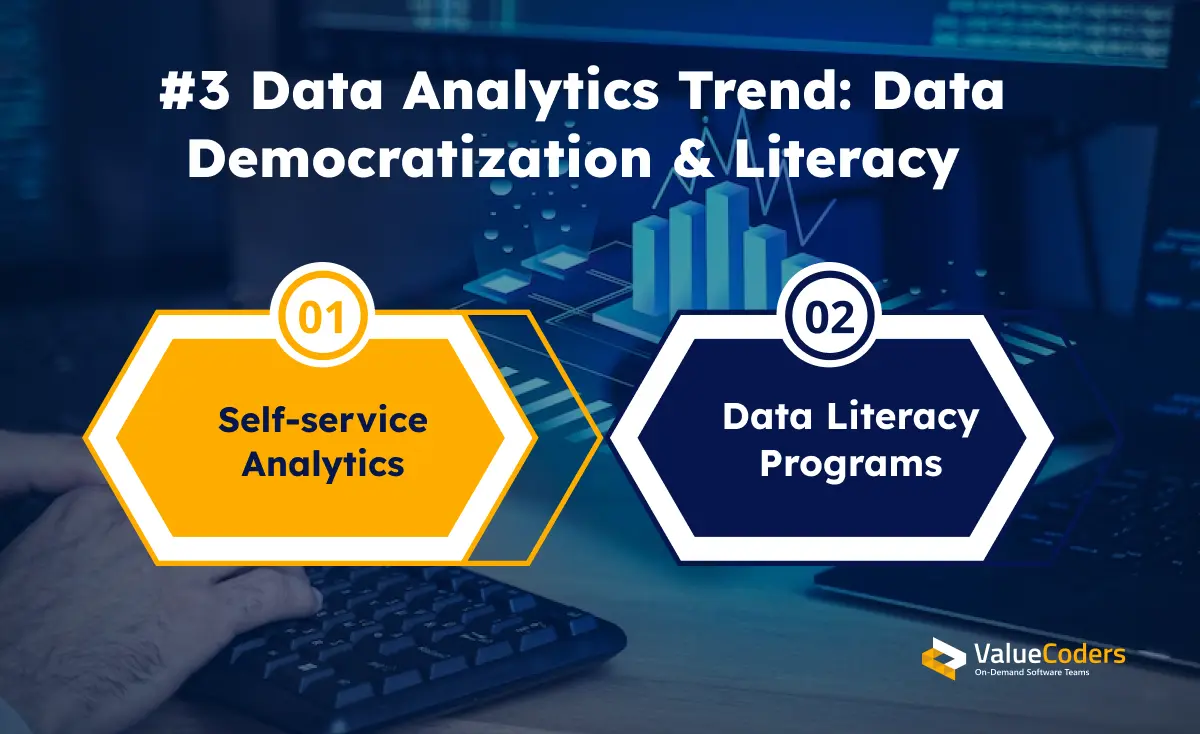 #3 Data Analytics Trend: Data
Democratization & Literacy
01
Self-service
Analytics
02
Data Literacy
Programs
ValueCoders
On-Demand Software Teams